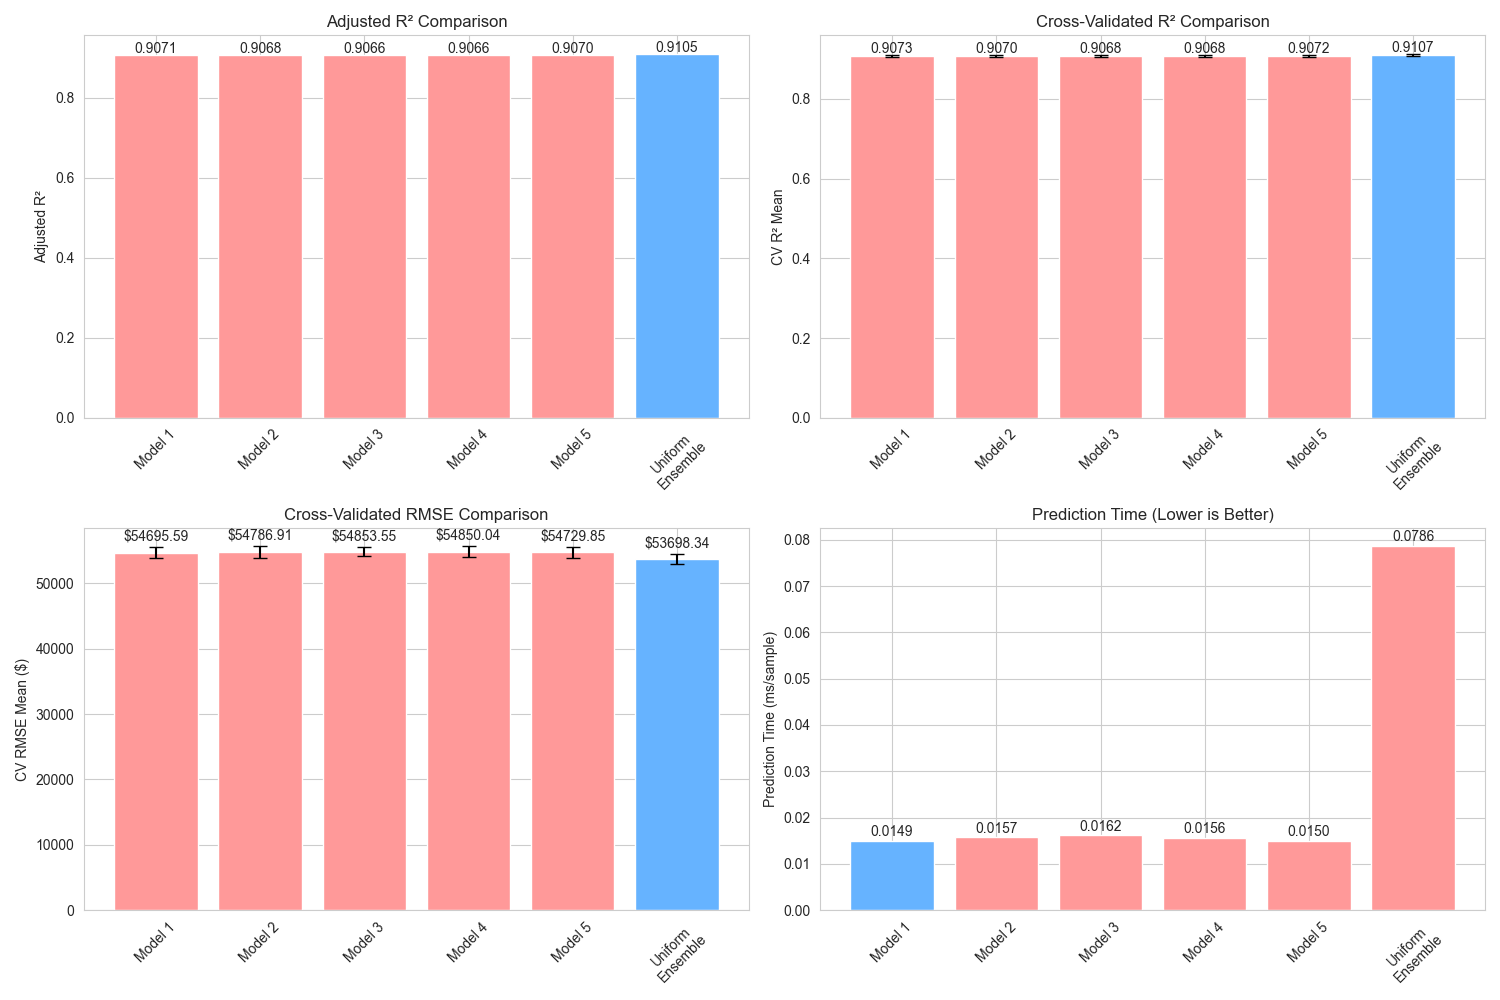 Adjusted R² Comparison
0.9071
0.9068
0.9066
0.9066
0.9070
0.9105
Adjusted R²
0.8
0.6
0.4
0.2
0.0
Model 1
Model 2
Model 3
Model 4
Model 5
Uniform
Ensemble
Cross-Validated R² Comparison
0.9073
0.9070
0.9068
0.9068
0.9072
0.9107
CV R² Mean
0.8
0.6
0.4
0.2
0.0
Model 1
Model 2
Model 3
Model 4
Model 5
Uniform
Ensemble
Cross-Validated RMSE Comparison
$54695.59
$54786.91
$54853.55
$54850.04
$54729.85
$53698.34
CV RMSE Mean ($)
50000
40000
30000
20000
10000
0
Model 1
Model 2
Model 3
Model 4
Model 5
Uniform
Ensemble
Prediction Time (Lower is Better)
0.0149
0.0157
0.0162
0.0156
0.0150
0.0786
Prediction Time (ms/sample)
0.08
0.07
0.06
0.05
0.04
0.03
0.02
0.01
0.00
Model 1
Model 2
Model 3
Model 4
Model 5
Uniform
Ensemble